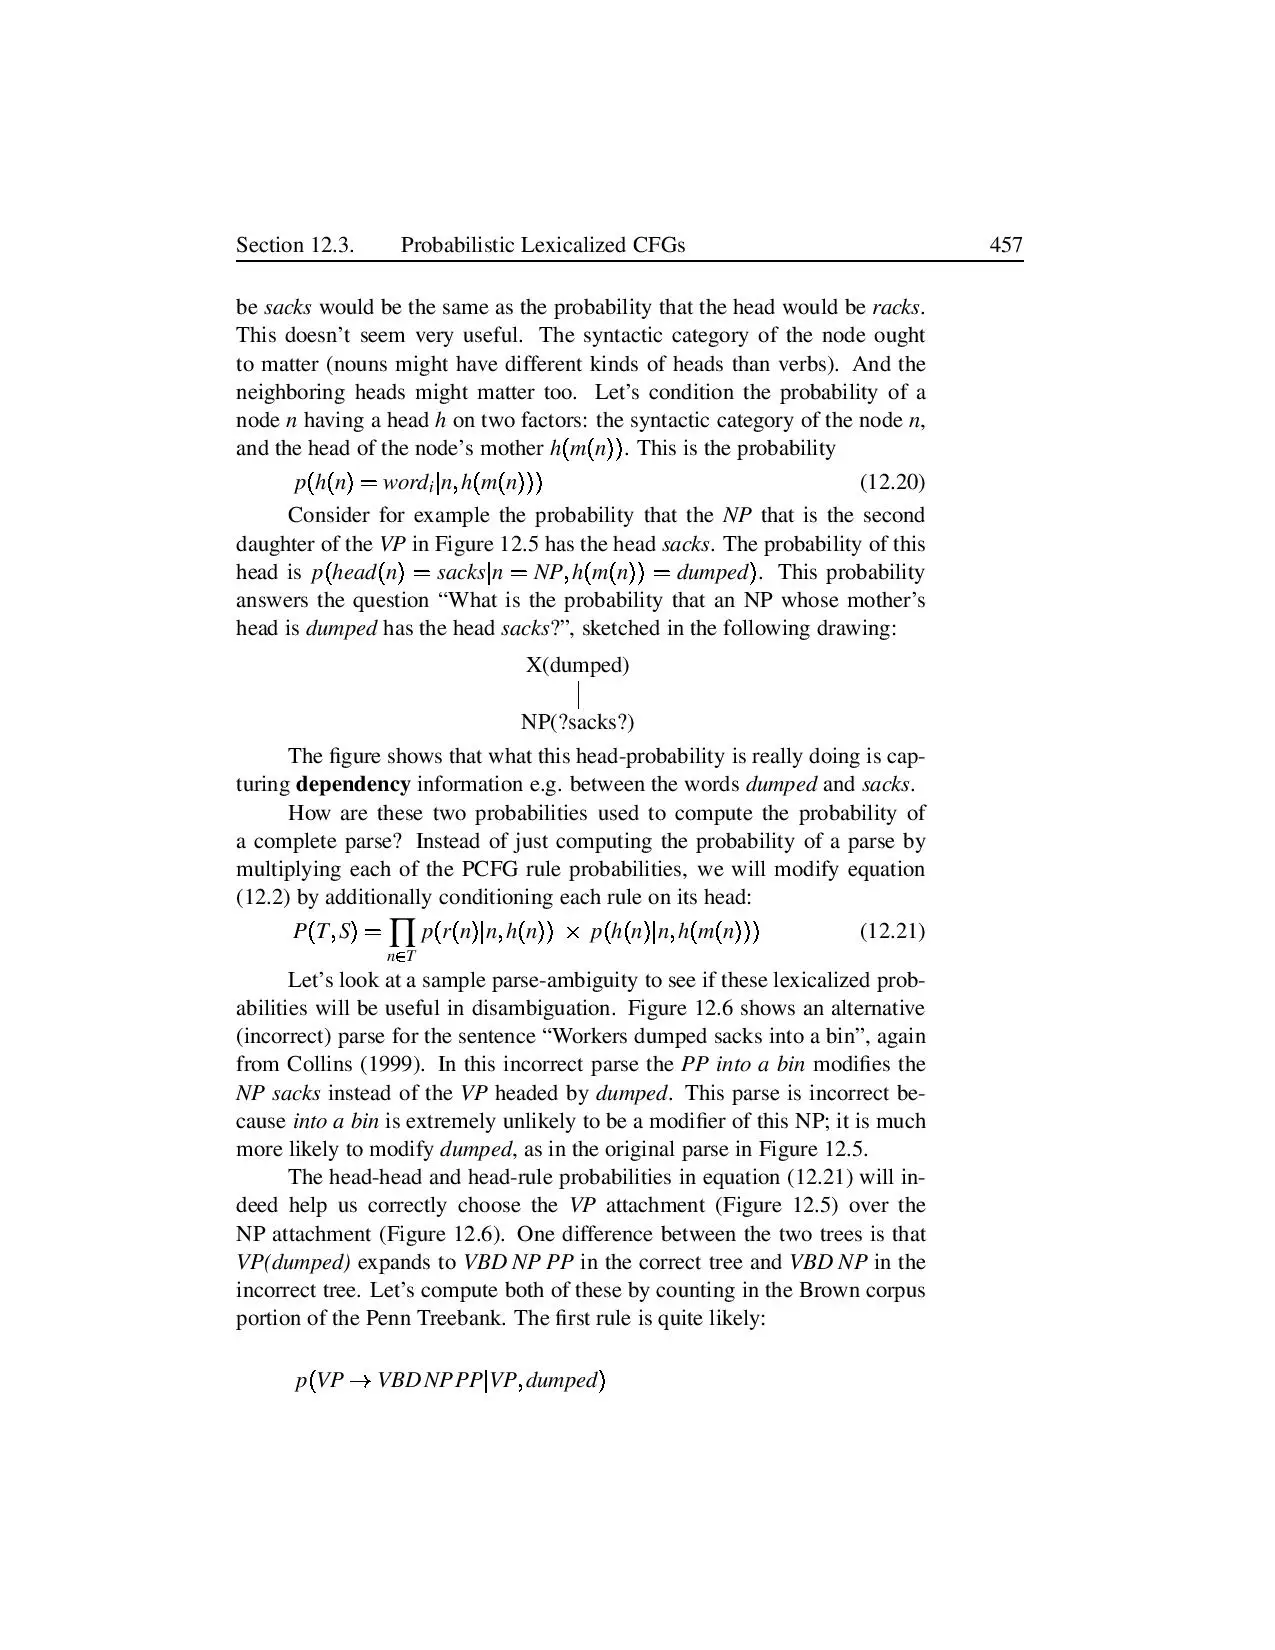 Section 12.3. Probabilistic Lexicalized CFGs 457
be sacks would be the same as the probability that the head would be racks.
This doesn't seem very useful. The syntactic category of the node ought
to matter (nouns might have different kinds of heads than verbs). And the
neighboring heads might matter too. Let's condition the probability of a
node n having a head h on two factors: the syntactic category of the node n,
and the head of the node's mother h(m(n)). This is the probability
p(h(n) = word_i|n, h(m(n))) (12.20)
Consider for example the probability that the NP that is the second
daughter of the VP in Figure 12.5 has the head sacks. The probability of this
head is p(head(n) = sacks|n = NP, h(m(n)) = dumped). This probability
answers the question “What is the probability that an NP whose mother's
head is dumped has the head sacks?”, sketched in the following drawing:
X(dumped)
NP(?sacks?)
The figure shows that what this head-probability is really doing is cap-
turing dependency information e.g. between the words dumped and sacks.
How are these two probabilities used to compute the probability of
a complete parse? Instead of just computing the probability of a parse by
multiplying each of the PCFG rule probabilities, we will modify equation
(12.2) by additionally conditioning each rule on its head:
P(T, S) = ∏ p(r(n)|n, h(n)) × p(h(n)|n, h(m(n))) (12.21)
n∈T
Let's look at a sample parse-ambiguity to see if these lexicalized prob-
abilities will be useful in disambiguation. Figure 12.6 shows an alternative
(incorrect) parse for the sentence “Workers dumped sacks into a bin”, again
from Collins (1999). In this incorrect parse the PP into a bin modifies the
NP sacks instead of the VP headed by dumped. This parse is incorrect be-
cause into a bin is extremely unlikely to be a modifier of this NP; it is much
more likely to modify dumped, as in the original parse in Figure 12.5.
The head-head and head-rule probabilities in equation (12.21) will in-
deed help us correctly choose the VP attachment (Figure 12.5) over the
NP attachment (Figure 12.6). One difference between the two trees is that
VP(dumped) expands to VBD NP PP in the correct tree and VBD NP in the
incorrect tree. Let's compute both of these by counting in the Brown corpus
portion of the Penn Treebank. The first rule is quite likely:
p(VP → VBD NP PP|VP, dumped)